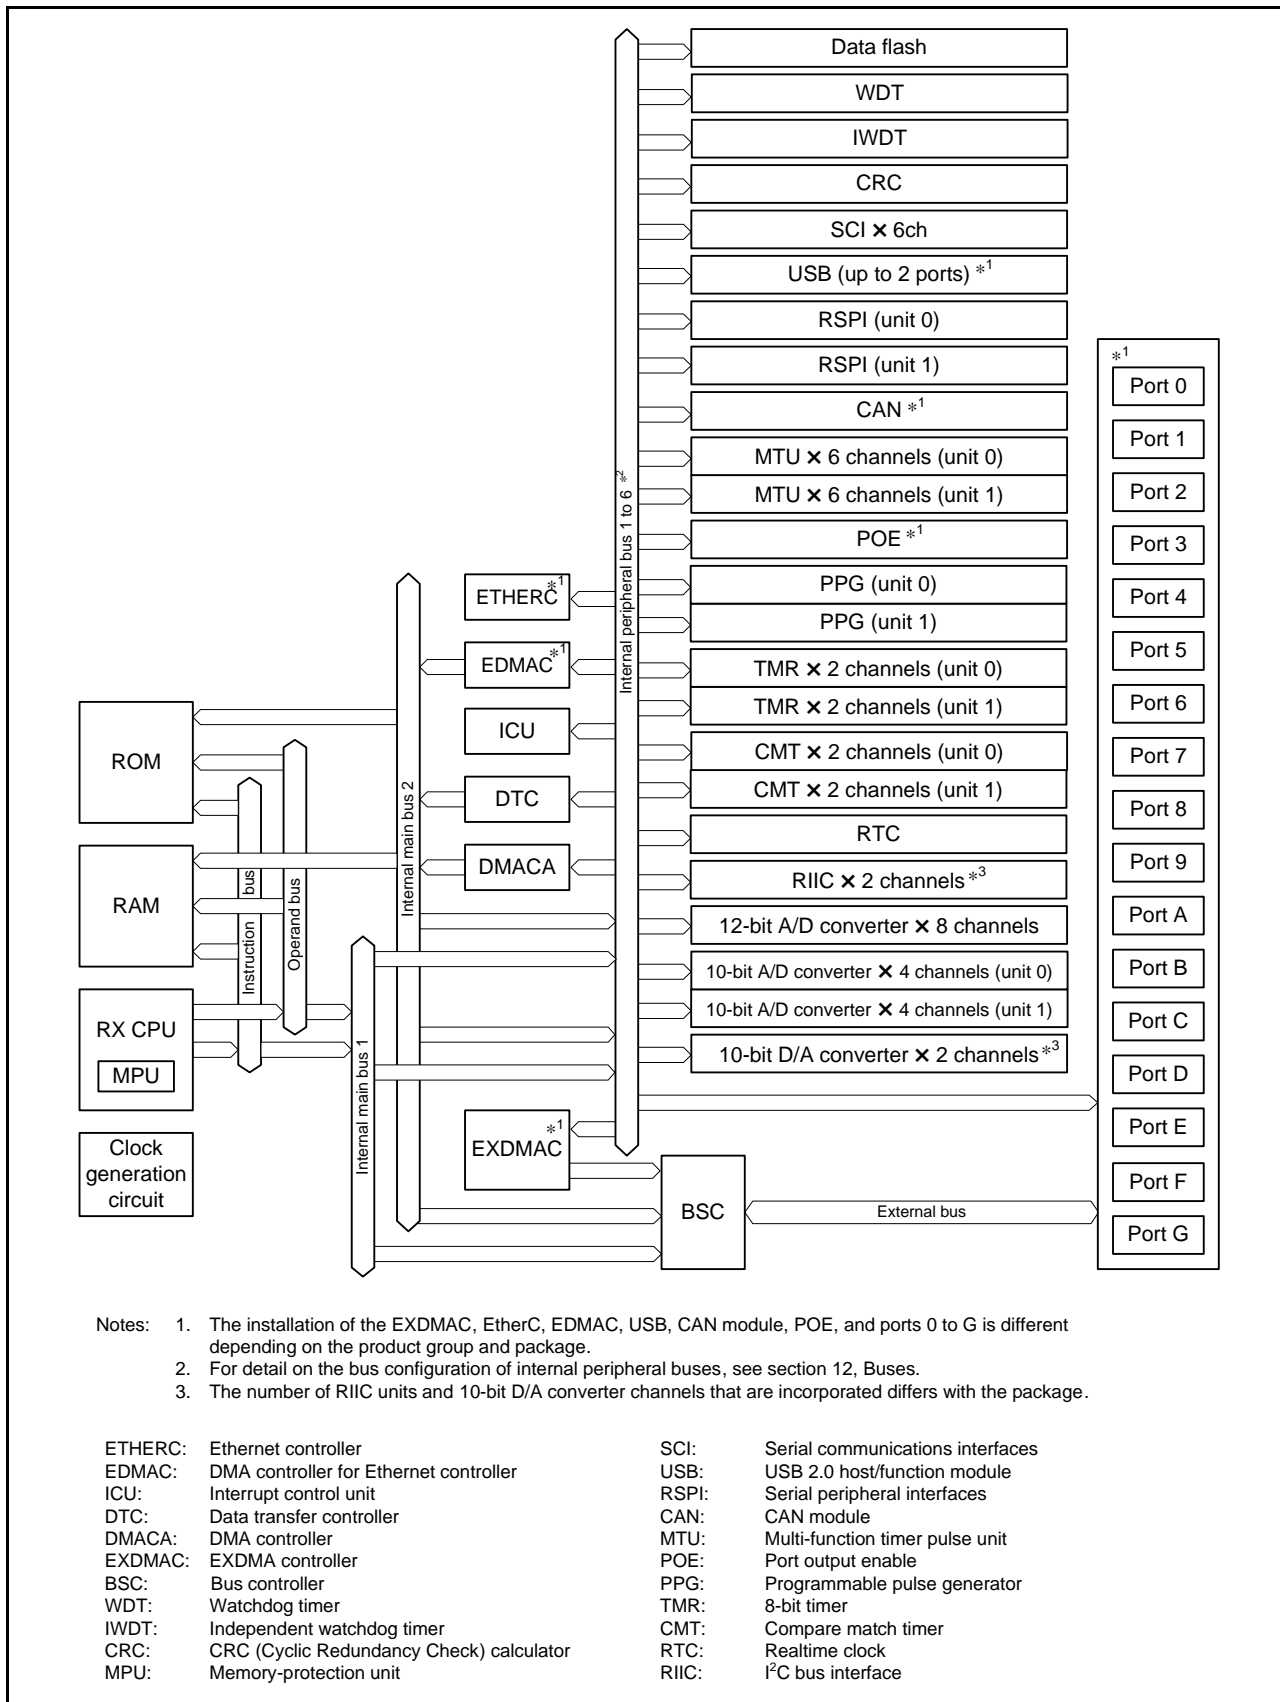 Data flash
WDT
IWDT
CRC
SCI × 6ch
USB (up to 2 ports) *1
RSPI (unit 0)
RSPI (unit 1)
CAN *1
MTU × 6 channels (unit 0)
MTU × 6 channels (unit 1)
POE *1
PPG (unit 0)
PPG (unit 1)
TMR × 2 channels (unit 0)
TMR × 2 channels (unit 1)
CMT × 2 channels (unit 0)
CMT × 2 channels (unit 1)
RTC
RIIC × 2 channels*3
12-bit A/D converter × 8 channels
10-bit A/D converter × 4 channels (unit 0)
10-bit A/D converter × 4 channels (unit 1)
10-bit D/A converter × 2 channels*3
*1
Port 0
Port 1
Port 2
Port 3
Port 4
Port 5
Port 6
Port 7
Port 8
Port 9
Port A
Port B
Port C
Port D
Port E
Port F
Port G
Internal peripheral bus 1 to 6 *2
ETHERC*1
EDMAC*1
ICU
DTC
DMACA
EXDMAC*1
BSC
External bus
Internal main bus 2
Internal main bus 1
Operand bus
Instruction bus
ROM
RAM
RX CPU
MPU
Clock
generation
circuit
Notes: 1. The installation of the EXDMAC, EtherC, EDMAC, USB, CAN module, POE, and ports 0 to G is different
depending on the product group and package.
2. For detail on the bus configuration of internal peripheral buses, see section 12, Buses.
3. The number of RIIC units and 10-bit D/A converter channels that are incorporated differs with the package.
ETHERC: Ethernet controller
EDMAC: DMA controller for Ethernet controller
ICU: Interrupt control unit
DTC: Data transfer controller
DMACA: DMA controller
EXDMAC: EXDMA controller
BSC: Bus controller
WDT: Watchdog timer
IWDT: Independent watchdog timer
CRC: CRC (Cyclic Redundancy Check) calculator
MPU: Memory-protection unit
SCI: Serial communications interfaces
USB: USB 2.0 host/function module
RSPI: Serial peripheral interfaces
CAN: CAN module
MTU: Multi-function timer pulse unit
POE: Port output enable
PPG: Programmable pulse generator
TMR: 8-bit timer
CMT: Compare match timer
RTC: Realtime clock
RIIC: I2C bus interface